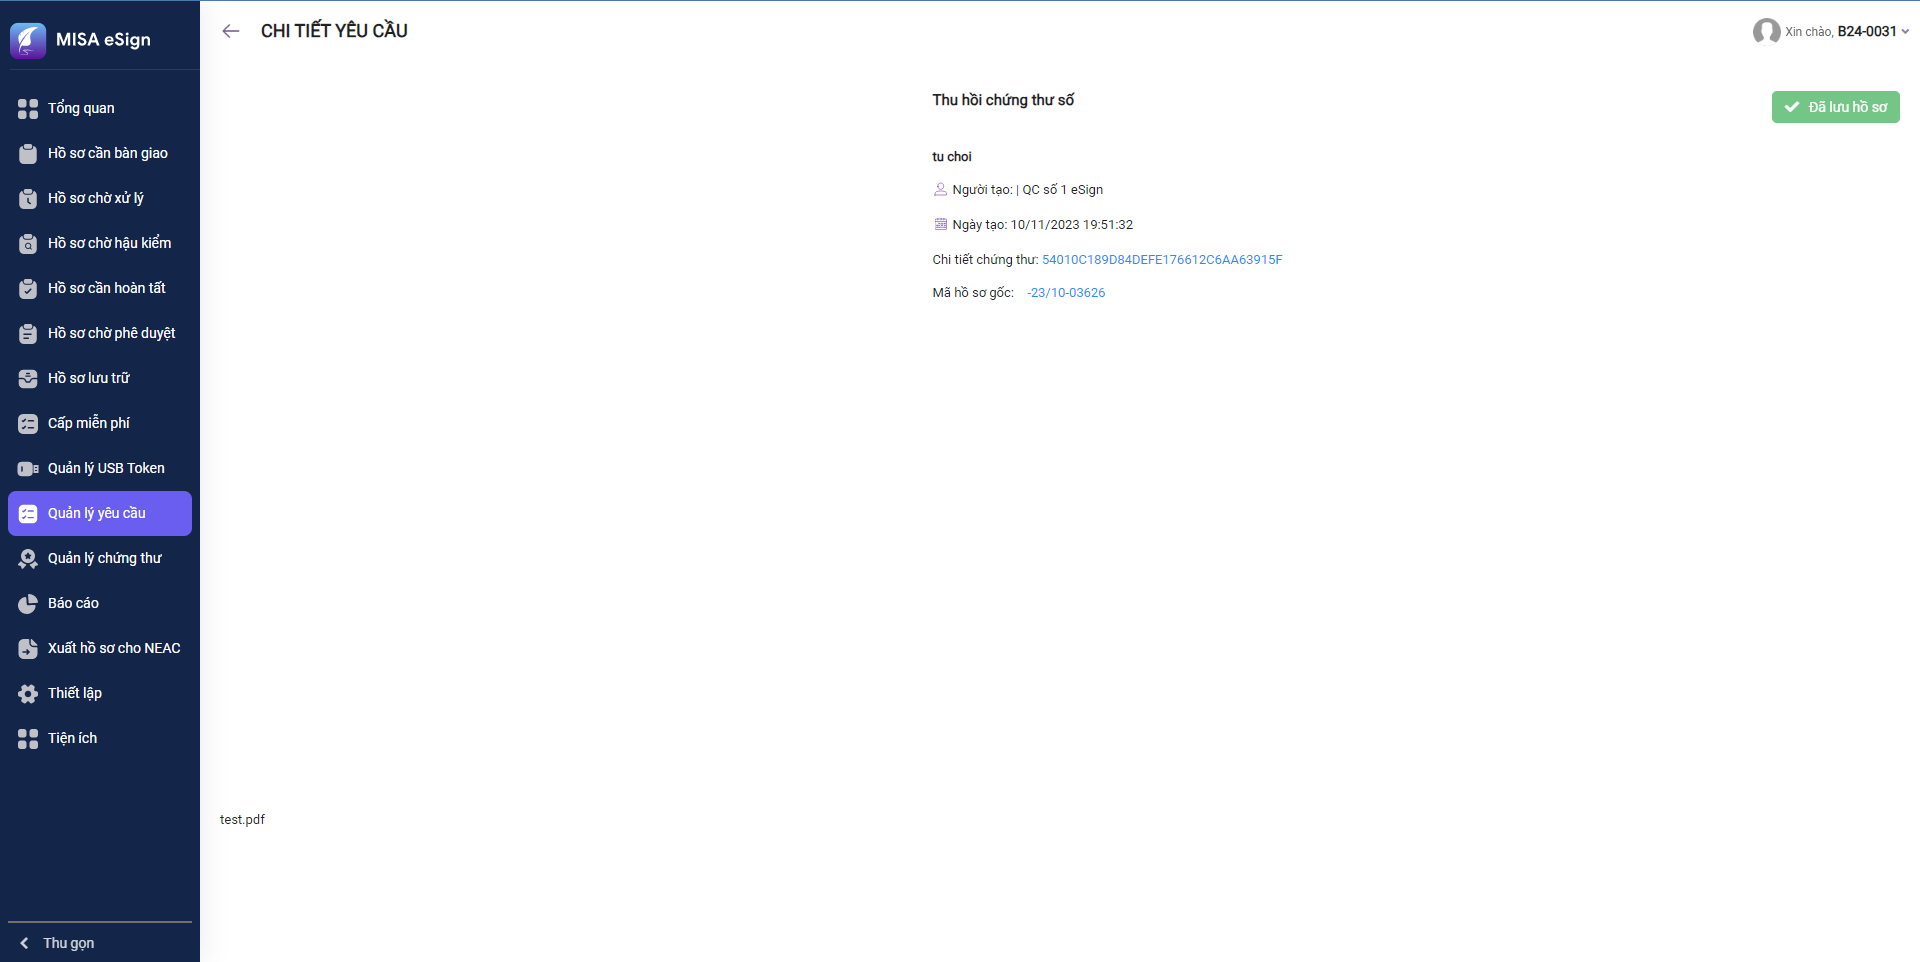 MISA eSign
Tổng quan
Hồ sơ cần bàn giao
Hồ sơ chờ xử lý
Hồ sơ chờ hậu kiểm
Hồ sơ cần hoàn tất
Hồ sơ chờ phê duyệt
Hồ sơ lưu trữ
Cấp miễn phí
Quản lý USB Token
Quản lý yêu cầu
Quản lý chứng thư
Báo cáo
Xuất hồ sơ cho NEAC
Thiết lập
Tiện ích
Thu gọn
CHI TIẾT YÊU CẦU
Xin chào, B24-0031
Thu hồi chứng thư số
Đã lưu hồ sơ
tu choi
Người tạo: | QC số 1 eSign
Ngày tạo: 10/11/2023 19:51:32
Chi tiết chứng thư: 54010C189D84DEFE176612C6AA63915F
Mã hồ sơ gốc: -23/10-03626
test.pdf